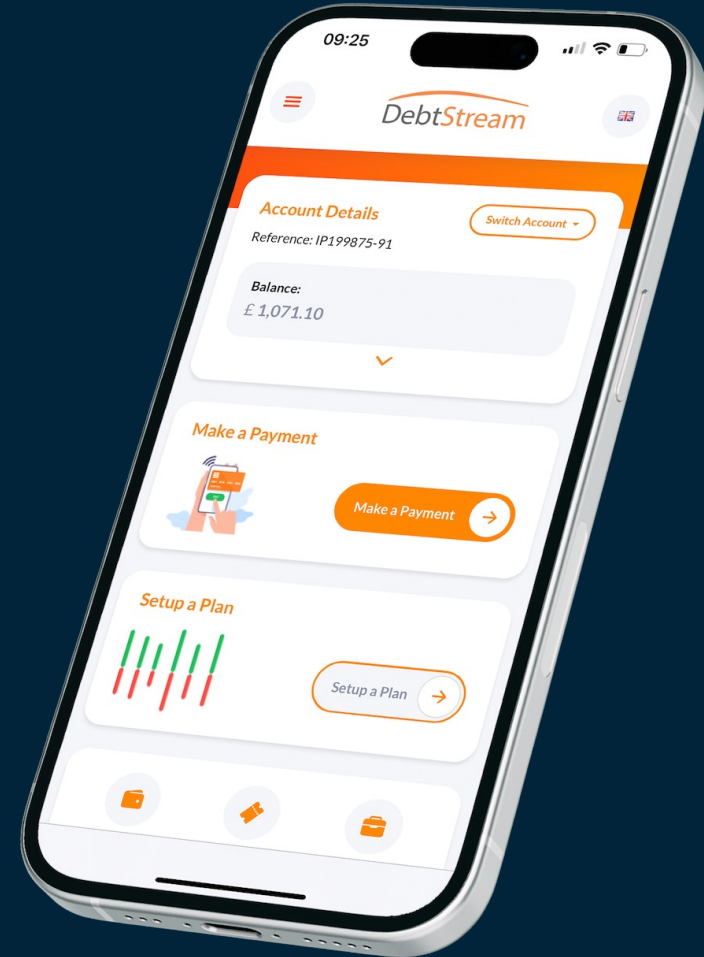 09:25
DebtStream
Account Details
Switch Account
Reference: IP199875-91
Balance:
£ 1,071.10
Make a Payment
Make a Payment
Setup a Plan
Setup a Plan